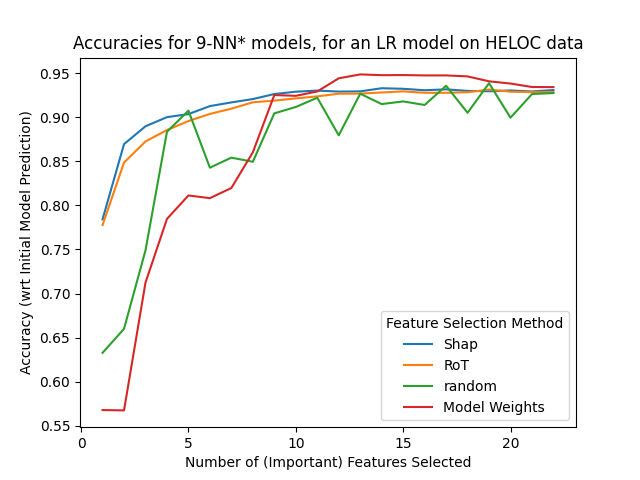 Accuracies for 9-NN* models, for an LR model on HELOC data
Accuracy (wrt Initial Model Prediction)
0.95
0.90
0.85
0.80
0.75
0.70
0.65
0.60
0.55
Feature Selection Method
Shap
RoT
random
Model Weights
0 5 10 15 20
Number of (Important) Features Selected